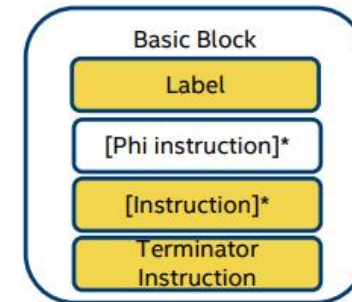 Basic Block
Label
[Phi instruction]*
[Instruction]*
Terminator
Instruction